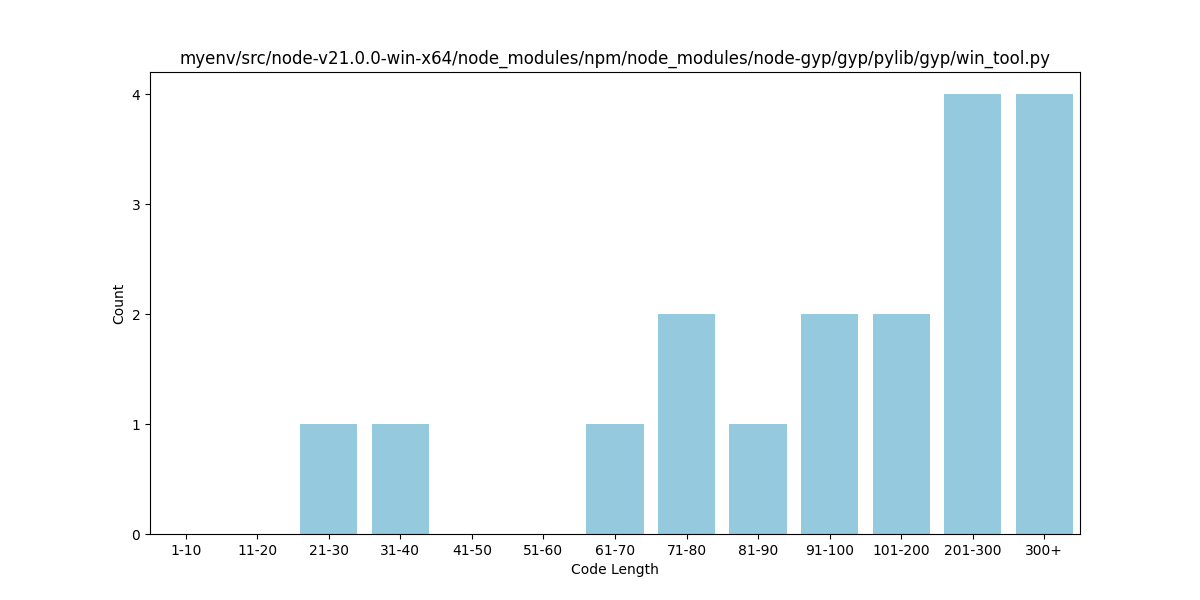 myenv/src/node-v21.0.0-win-x64/node_modules/npm/node_modules/node-gyp/gyp/pylib/gyp/win_tool.py
4
3
2
1
0
Count
1-10 11-20 21-30 31-40 41-50 51-60 61-70 71-80 81-90 91-100 101-200 201-300 300+
Code Length